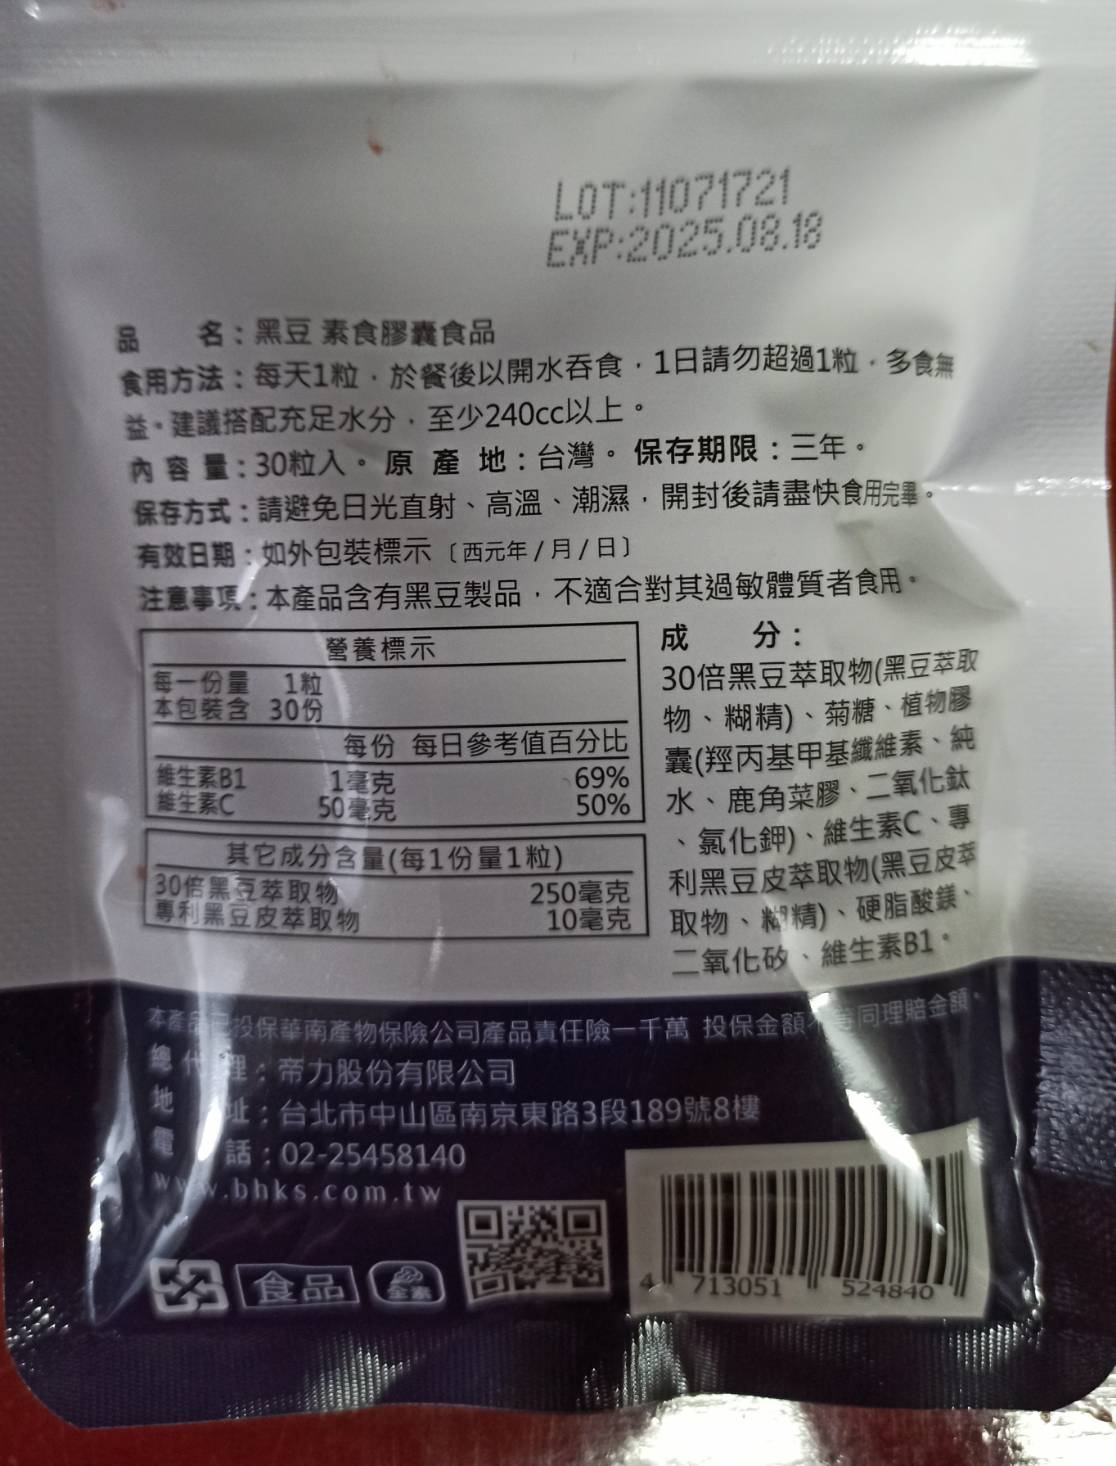 LOT:11071721
EXP:2025.08.18
品 名：黑豆 素食膠囊食品
食用方法：每天1粒，於餐後以開水吞食，1日請勿超過1粒，多食無
益。建議搭配充足水分，至少240cc以上。
內 容 量：30粒入。 原 產 地：台灣。 保存期限：三年。
保存方式：請避免日光直射、高溫、潮濕，開封後請盡快食用完畢。
有效日期：如外包裝標示〔西元年/月/日〕
注意事項：本產品含有黑豆製品，不適合對其過敏體質者食用。
營養標示
每一份量 1粒
本包裝含 30份
每份 每日參考值百分比
維生素B1 1毫克 69%
維生素C 50毫克 50%
其它成分含量(每1份量1粒)
30倍黑豆萃取物 250毫克
專利黑豆皮萃取物 10毫克
成 分：
30倍黑豆萃取物(黑豆萃取
物、糊精)、菊糖、植物膠
囊(羥丙基甲基纖維素、純
水、鹿角菜膠、二氧化鈦
、氯化鉀)、維生素C、專
利黑豆皮萃取物(黑豆皮萃
取物、糊精)、硬脂酸鎂、
二氧化矽、維生素B1。
本產品已投保華南產物保險公司產品責任險一千萬 投保金額不等同理賠金額。
總 代 理：帝力股份有限公司
地 址：台北市中山區南京東路3段189號8樓
電 話：02-25458140
www.bhks.com.tw
食品
全素
4 713051 524840